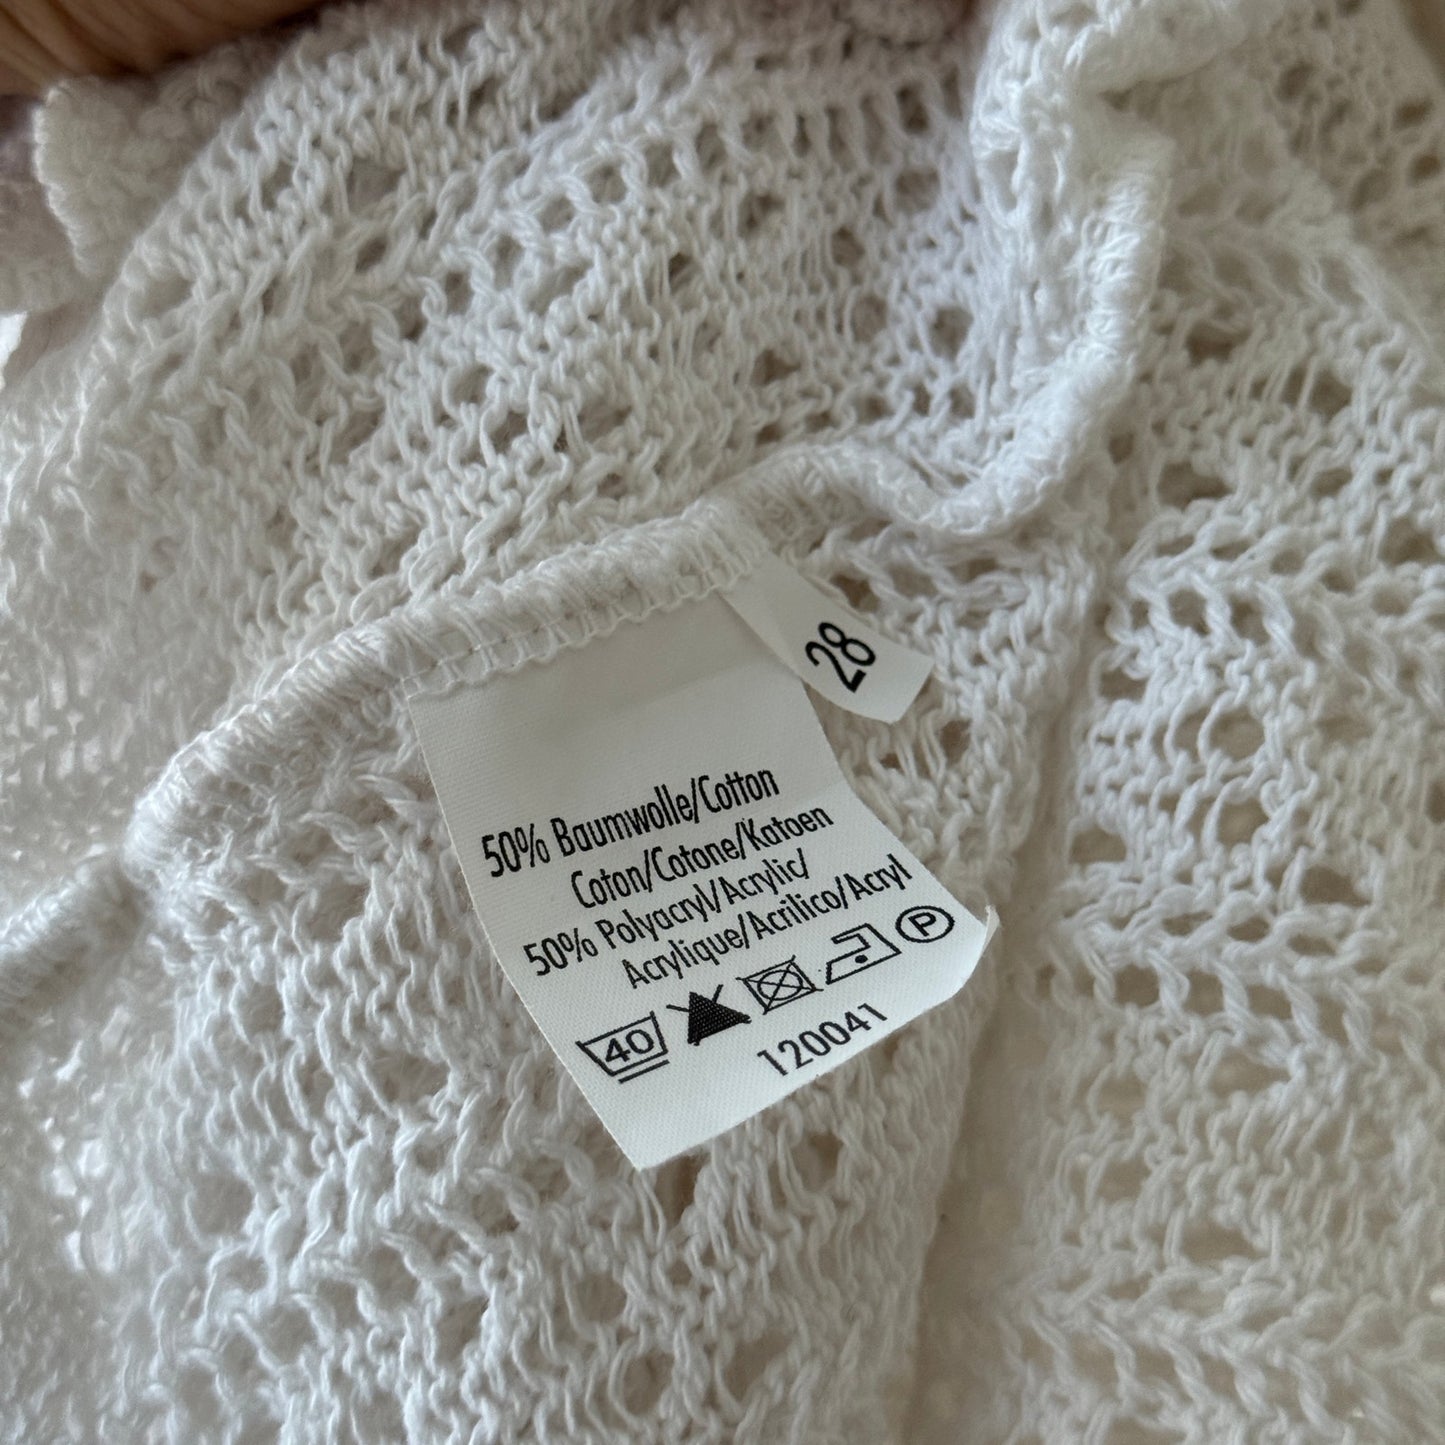 28
50% Baumwolle/Cotton
Coton/Cotone/Katoen
50% Polyacryl/Acrylic/
Acrylique/Acrilico/Acryl
40 P
120041